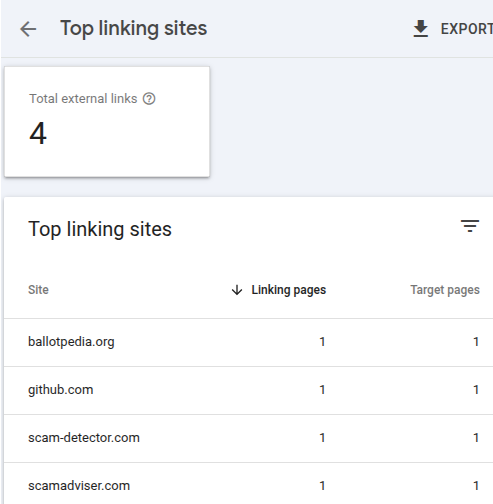 Top linking sites
EXPORT
Total external links
4
Top linking sites
Site Linking pages Target pages
ballotpedia.org 1 1
github.com 1 1
scam-detector.com 1 1
scamadviser.com 1 1